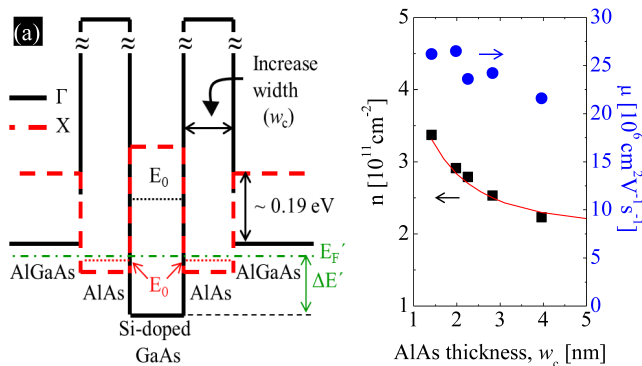 (a)
Γ
X
Increase
width
(w_c)
E_0
~ 0.19 eV
E_F´
AlGaAs
AlAs
E_0
AlAs
AlGaAs
ΔE´
Si-doped
GaAs
n [10^11 cm^-2]
5
4
3
2
1
μ [10^6 cm^2V^-1s^-1]
30
25
20
15
10
5
0
1 2 3 4 5
AlAs thickness, w_c [nm]